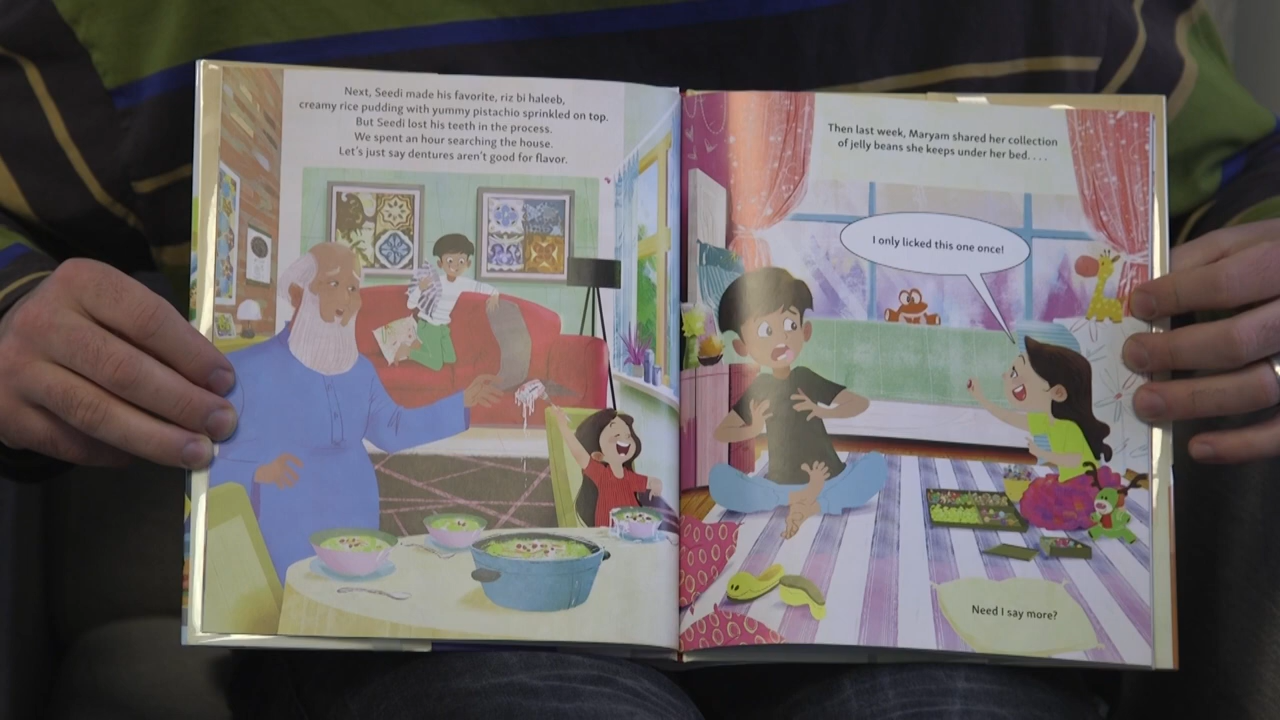 Next, Seedi made his favorite, riz bi haleeb,
creamy rice pudding with yummy pistachio sprinkled on top.
But Seedi lost his teeth in the process.
We spent an hour searching the house.
Let's just say dentures aren't good for flavor.
Then last week, Maryam shared her collection
of jelly beans she keeps under her bed. . . .
I only licked this one once!
Need I say more?